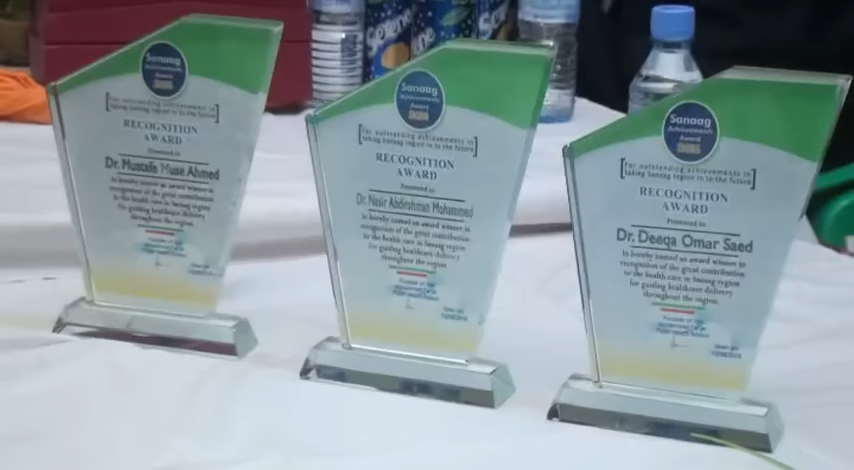 Sanaag
Achievements
Award
[For outstanding achievements in
taking Sanaag region in to the future]
RECOGNITION
AWARD
Presented to
Dr. Mustafe Muse Ahmed
Is hereby named an award winner in
recognition of the great contribution
to the health care in Sanaag region
for guiding healthcare delivery
throughout the region
Sanaag
Achievements
Award
[For outstanding achievements in
taking Sanaag region in to the future]
RECOGNITION
AWARD
Presented to
Dr. Nasir Abdirahman Mohammed
Is hereby named an award winner in
recognition of the great contribution
to the health care in Sanaag region
for guiding healthcare delivery
throughout the region
Sanaag
Achievements
Award
[For outstanding achievements in
taking Sanaag region in to the future]
RECOGNITION
AWARD
Presented to
Dr. Deeqa Omar Saed
Is hereby named an award winner in
recognition of the great contribution
to the health care in Sanaag region
for guiding healthcare delivery
throughout the region